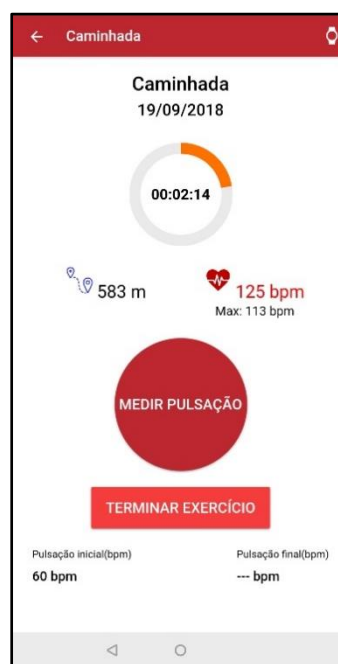 Caminhada
Caminhada
19/09/2018
00:02:14
583 m
125 bpm
Max: 113 bpm
MEDIR PULSAÇÃO
TERMINAR EXERCÍCIO
Pulsação inicial(bpm) Pulsação final(bpm)
60 bpm --- bpm